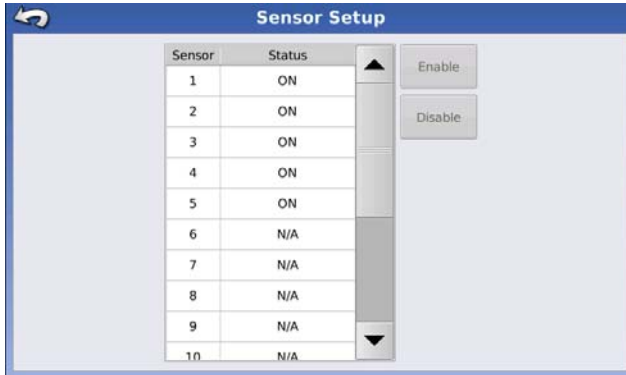 Sensor Setup
Sensor Status
1 ON
2 ON
3 ON
4 ON
5 ON
6 N/A
7 N/A
8 N/A
9 N/A
10 N/A
Enable
Disable